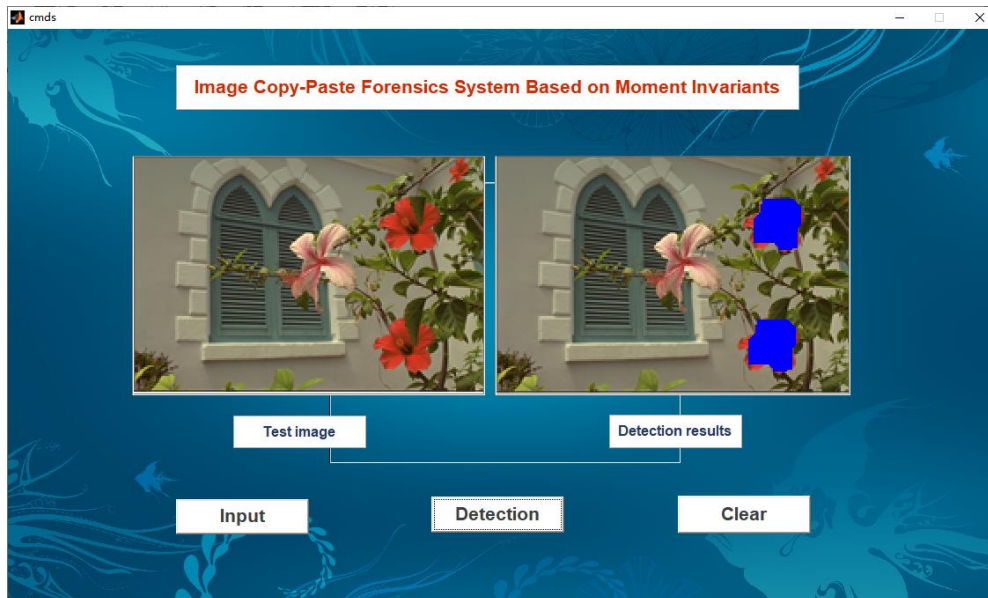 cmds
Image Copy-Paste Forensics System Based on Moment Invariants
Test image
Detection results
Input
Detection
Clear